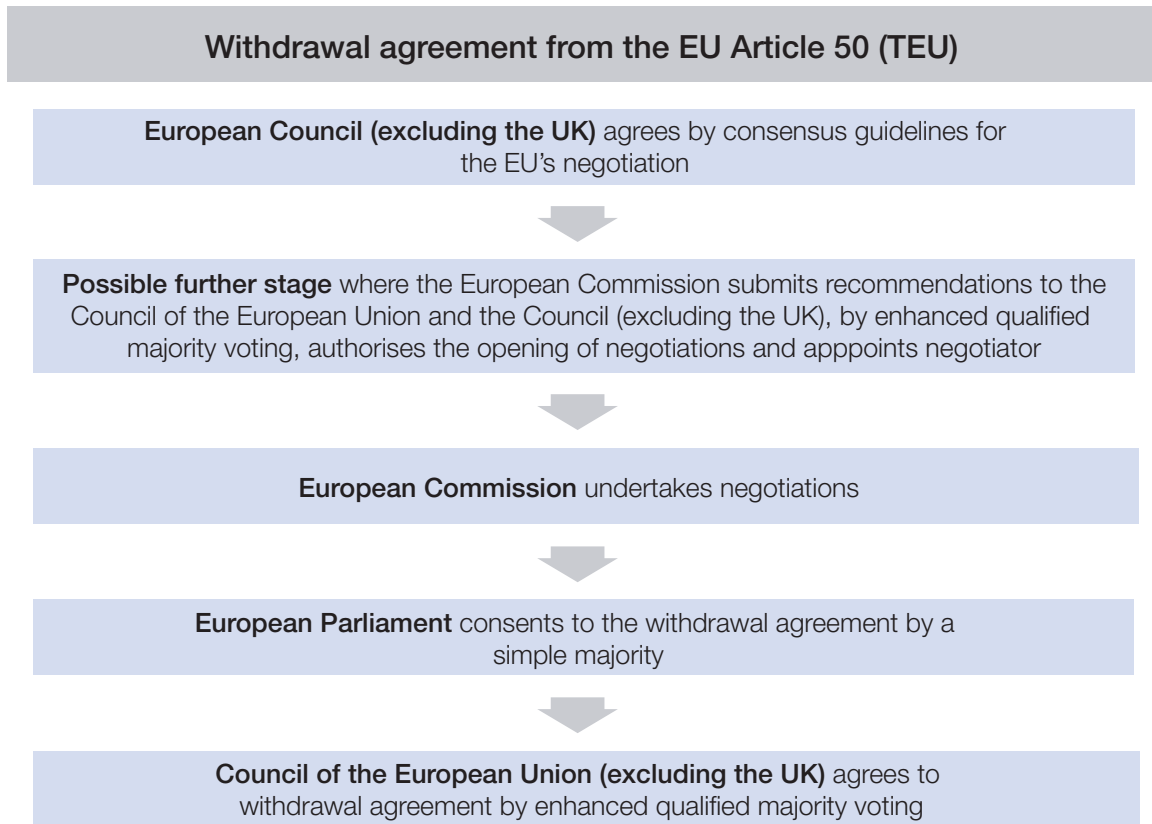 Withdrawal agreement from the EU Article 50 (TEU)
European Council (excluding the UK) agrees by consensus guidelines for
the EU’s negotiation
Possible further stage where the European Commission submits recommendations to the
Council of the European Union and the Council (excluding the UK), by enhanced qualified
majority voting, authorises the opening of negotiations and apppoints negotiator
European Commission undertakes negotiations
European Parliament consents to the withdrawal agreement by a
simple majority
Council of the European Union (excluding the UK) agrees to
withdrawal agreement by enhanced qualified majority voting